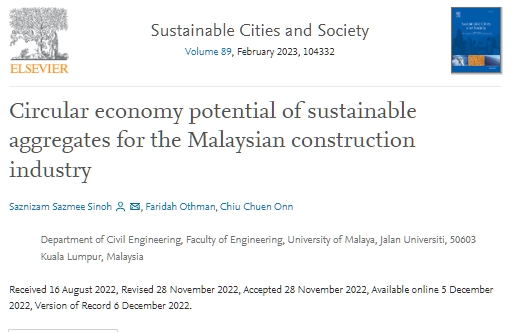 Sustainable Cities and Society
Volume 89, February 2023, 104332
ELSEVIER
Circular economy potential of sustainable
aggregates for the Malaysian construction
industry
Saznizam Sazmee Sinoh, Faridah Othman, Chiu Chuen Onn
Department of Civil Engineering, Faculty of Engineering, University of Malaya, Jalan Universiti, 50603
Kuala Lumpur, Malaysia
Received 16 August 2022, Revised 28 November 2022, Accepted 28 November 2022, Available online 5 December
2022, Version of Record 6 December 2022.